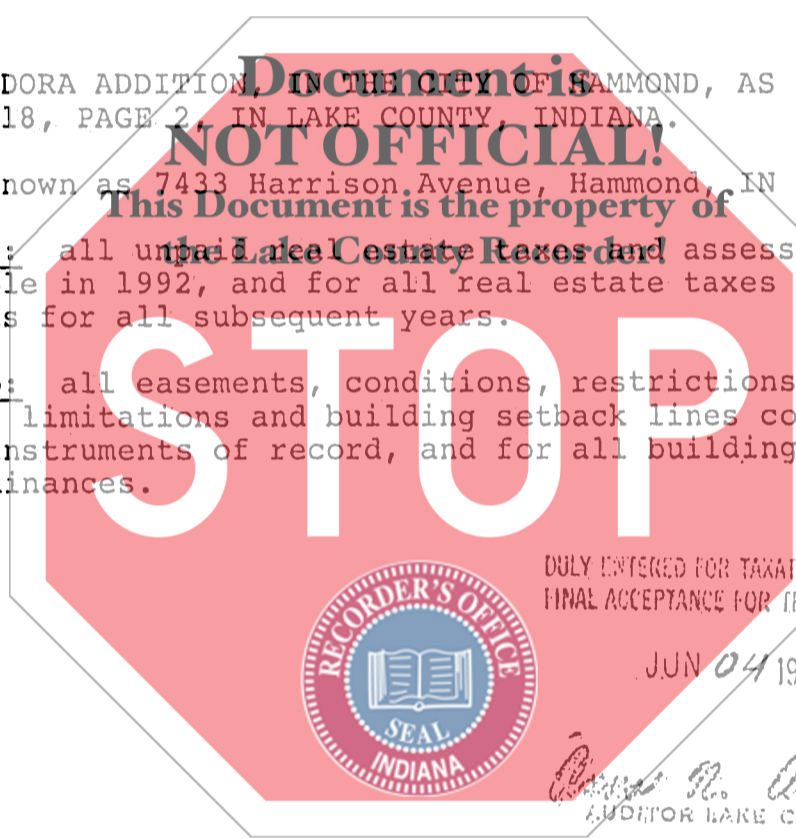 DORA ADDITION, IN THE CITY OF HAMMOND, AS
Document is
18, PAGE 2, IN LAKE COUNTY, INDIANA.
NOT OFFICIAL!
nown as 7433 Harrison Avenue, Hammond, IN
This Document is the property of
: all unpaid real estate taxes and assess
the Lake County Recorder!
le in 1992, and for all real estate taxes
s for all subsequent years.
STOP
: all easements, conditions, restrictions
limitations and building setback lines co
nstruments of record, and for all building
inances.
DULY ENTERED FOR TAXAT
FINAL ACCEPTANCE FOR
JUN 04 19
RECORDER'S OFFICE
SEAL
INDIANA
AUDITOR LAKE C